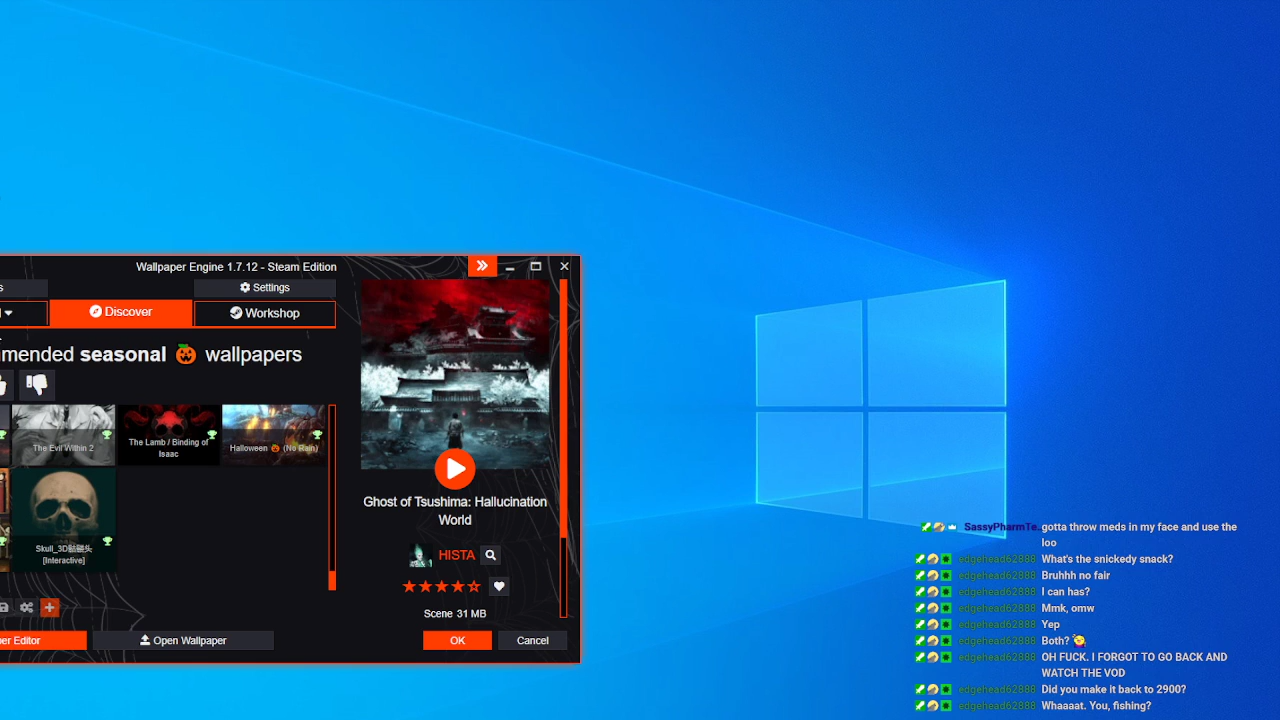 Wallpaper Engine 1.7.12 - Steam Edition
s
Settings
Discover
Workshop
mended seasonal 🎃 wallpapers
The Evil Within 2
The Lamb / Binding of
Isaac
Halloween 🎃 (No Rain)
Skull_3D骷髅头
[Interactive]
per Editor
Open Wallpaper
Ghost of Tsushima: Hallucination
World
HISTA
Scene 31 MB
OK
Cancel
SassyPharmTe... gotta throw meds in my face and use the
loo
edgehead62888 What's the snickedy snack?
edgehead62888 Bruhhh no fair
edgehead62888 I can has?
edgehead62888 Mmk, omw
edgehead62888 Yep
edgehead62888 Both?
edgehead62888 OH FUCK. I FORGOT TO GO BACK AND
WATCH THE VOD
edgehead62888 Did you make it back to 2900?
edgehead62888 Whaaaat. You, fishing?